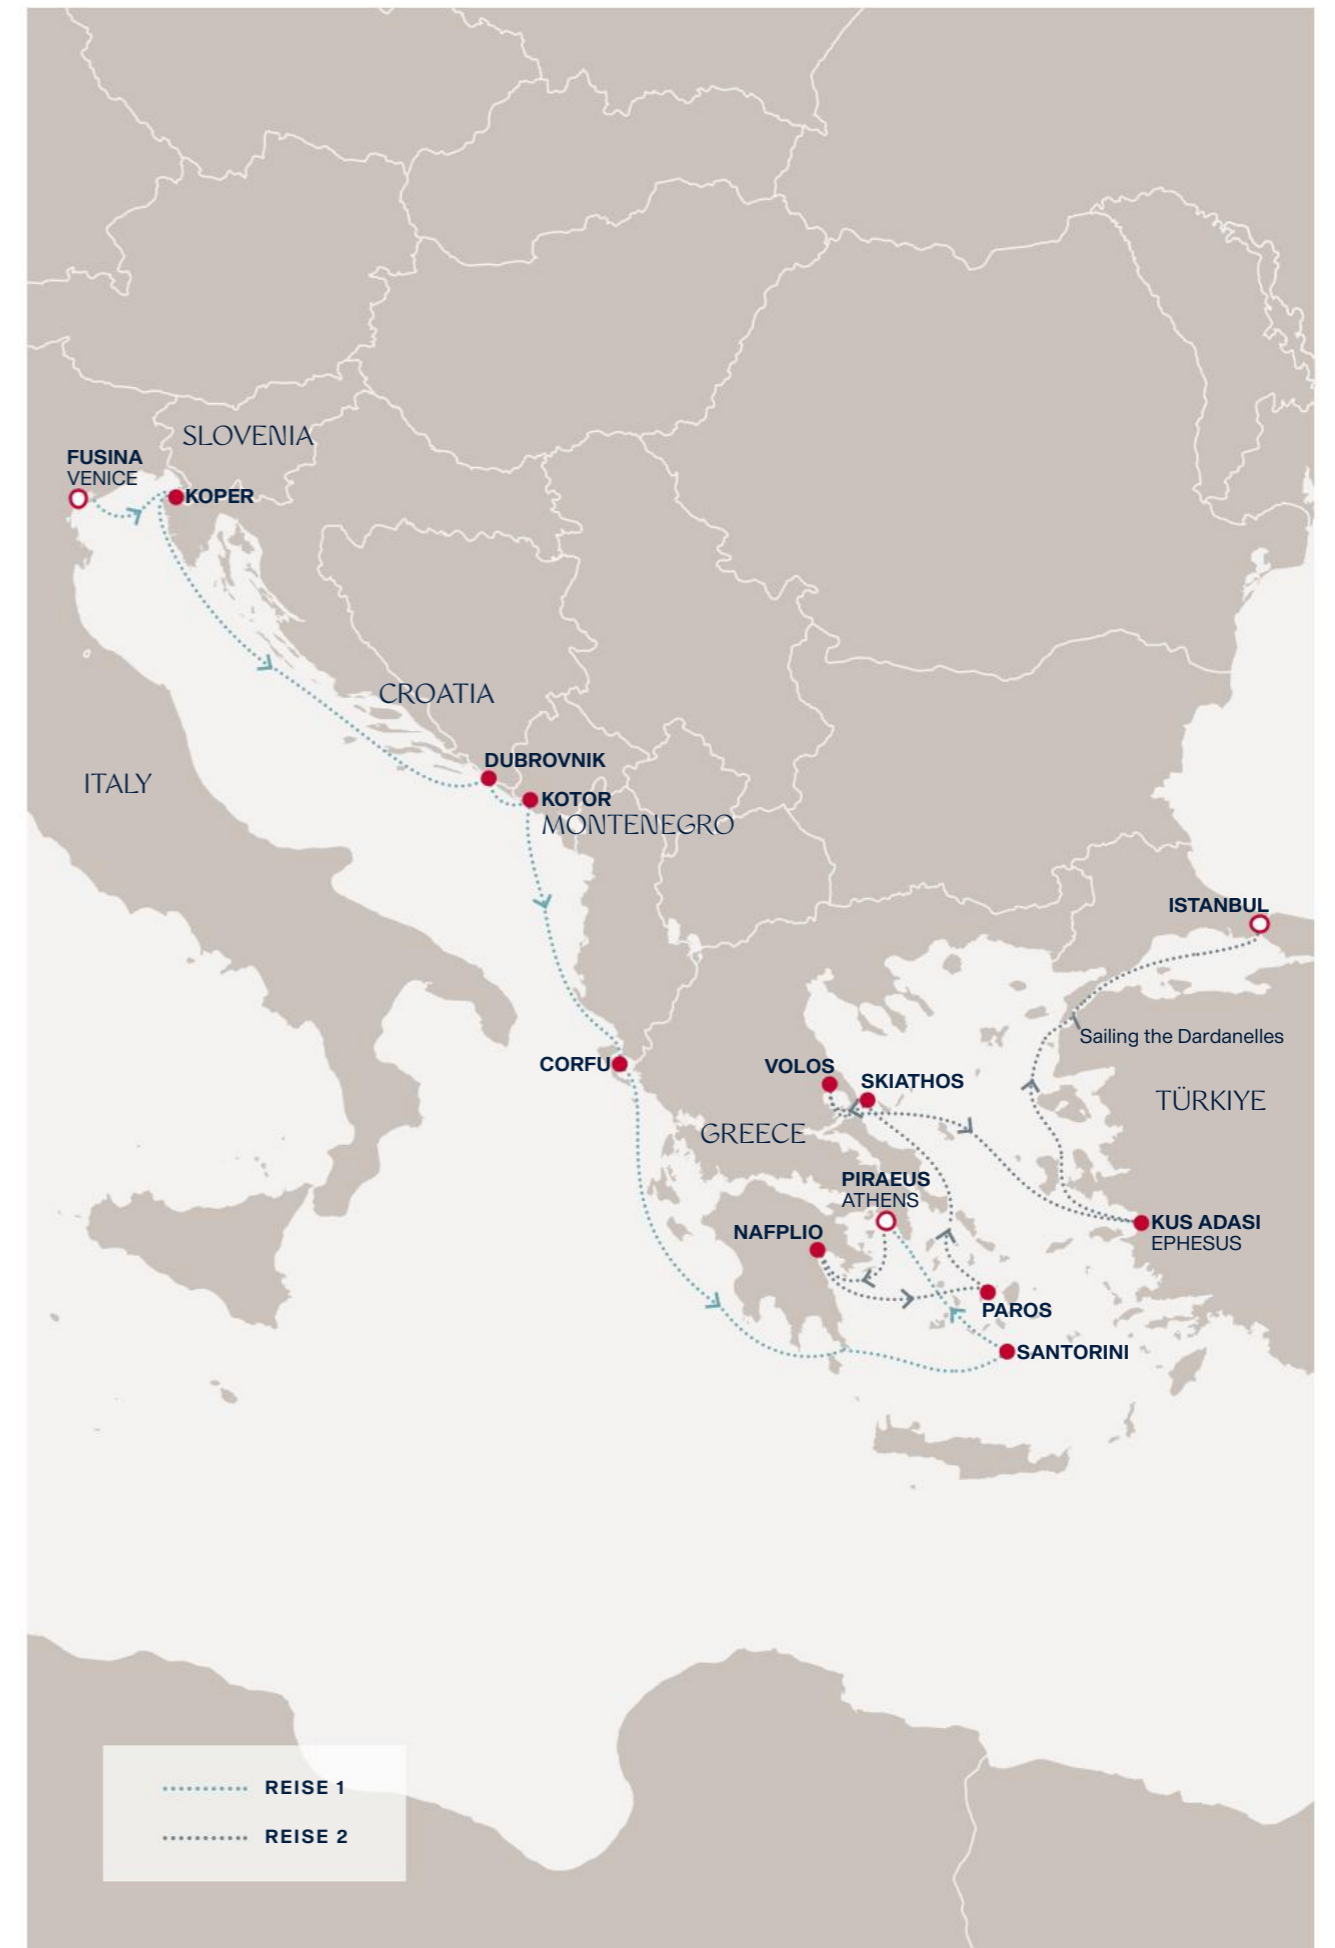 SLOVENIA
FUSINA
VENICE
KOPER
CROATIA
DUBROVNIK
ITALY
KOTOR
MONTENEGRO
ISTANBUL
Sailing the Dardanelles
CORFU
VOLOS
SKIATHOS
TÜRKIYE
GREECE
PIRAEUS
ATHENS
NAFPLIO
KUS ADASI
EPHESUS
PAROS
SANTORINI
REISE 1
REISE 2